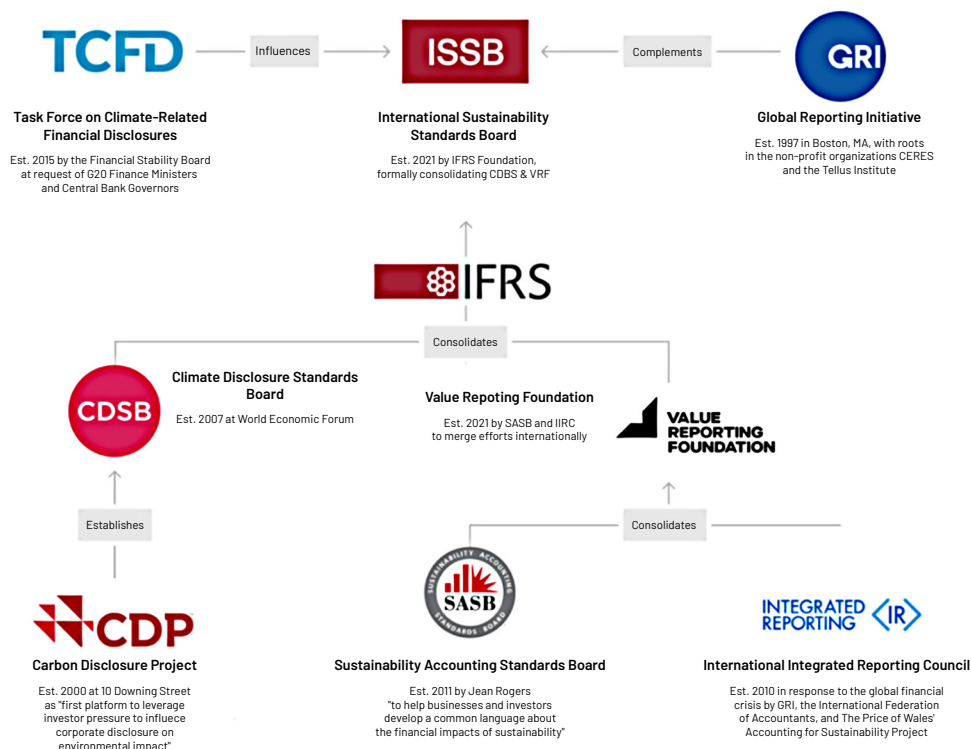 TCFD
Influences
ISSB
Complements
GRI
Task Force on Climate-Related
Financial Disclosures
Est. 2015 by the Financial Stability Board
at request of G20 Finance Ministers
and Central Bank Governors
International Sustainability
Standards Board
Est. 2021 by IFRS Foundation,
formally consolidating CDBS & VRF
Global Reporting Initiative
Est. 1997 in Boston, MA, with roots
in the non-profit organizations CERES
and the Tellus Institute
IFRS
Consolidates
CDSB
Climate Disclosure Standards
Board
Est. 2007 at World Economic Forum
Value Repoting Foundation
Est. 2021 by SASB and IIRC
to merge efforts internationally
VALUE
REPORTING
FOUNDATION
Establishes
Consolidates
CDP
Carbon Disclosure Project
Est. 2000 at 10 Downing Street
as "first platform to leverage
investor pressure to influece
corporate disclosure on
environmental impact"
SUSTAINABILITY ACCOUNTING
SASB
STANDARDS BOARD
Sustainability Accounting Standards Board
Est. 2011 by Jean Rogers
"to help businesses and investors
develop a common language about
the financial impacts of sustainability"
INTEGRATED
REPORTING
<IR>
International Integrated Reporting Council
Est. 2010 in response to the global financial
crisis by GRI, the International Federation
of Accountants, and The Price of Wales'
Accounting for Sustainability Project